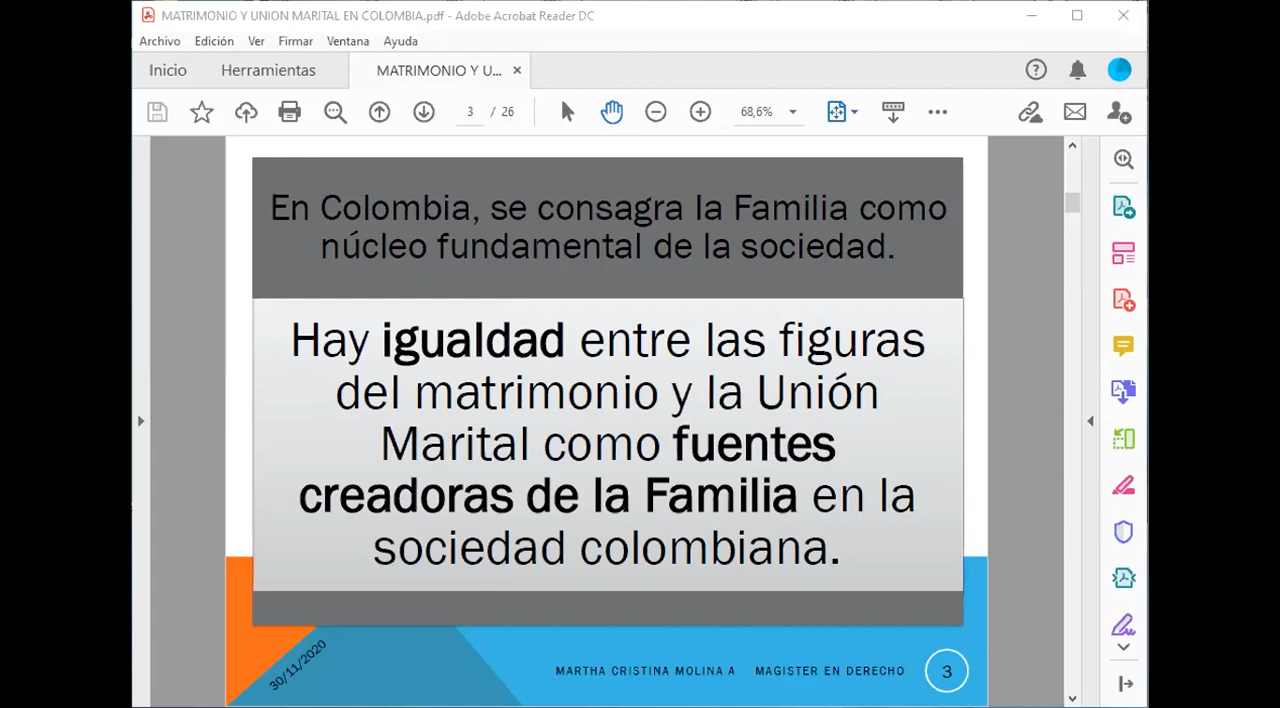 MATRIMONIO Y UNION MARITAL EN COLOMBIA.pdf - Adobe Acrobat Reader DC
Archivo Edición Ver Firmar Ventana Ayuda
Inicio Herramientas MATRIMONIO Y U... ×
3 / 26 68,6%
En Colombia, se consagra la Familia como
núcleo fundamental de la sociedad.
Hay igualdad entre las figuras
del matrimonio y la Unión
Marital como fuentes
creadoras de la Familia en la
sociedad colombiana.
30/11/2020
MARTHA CRISTINA MOLINA A MAGISTER EN DERECHO 3